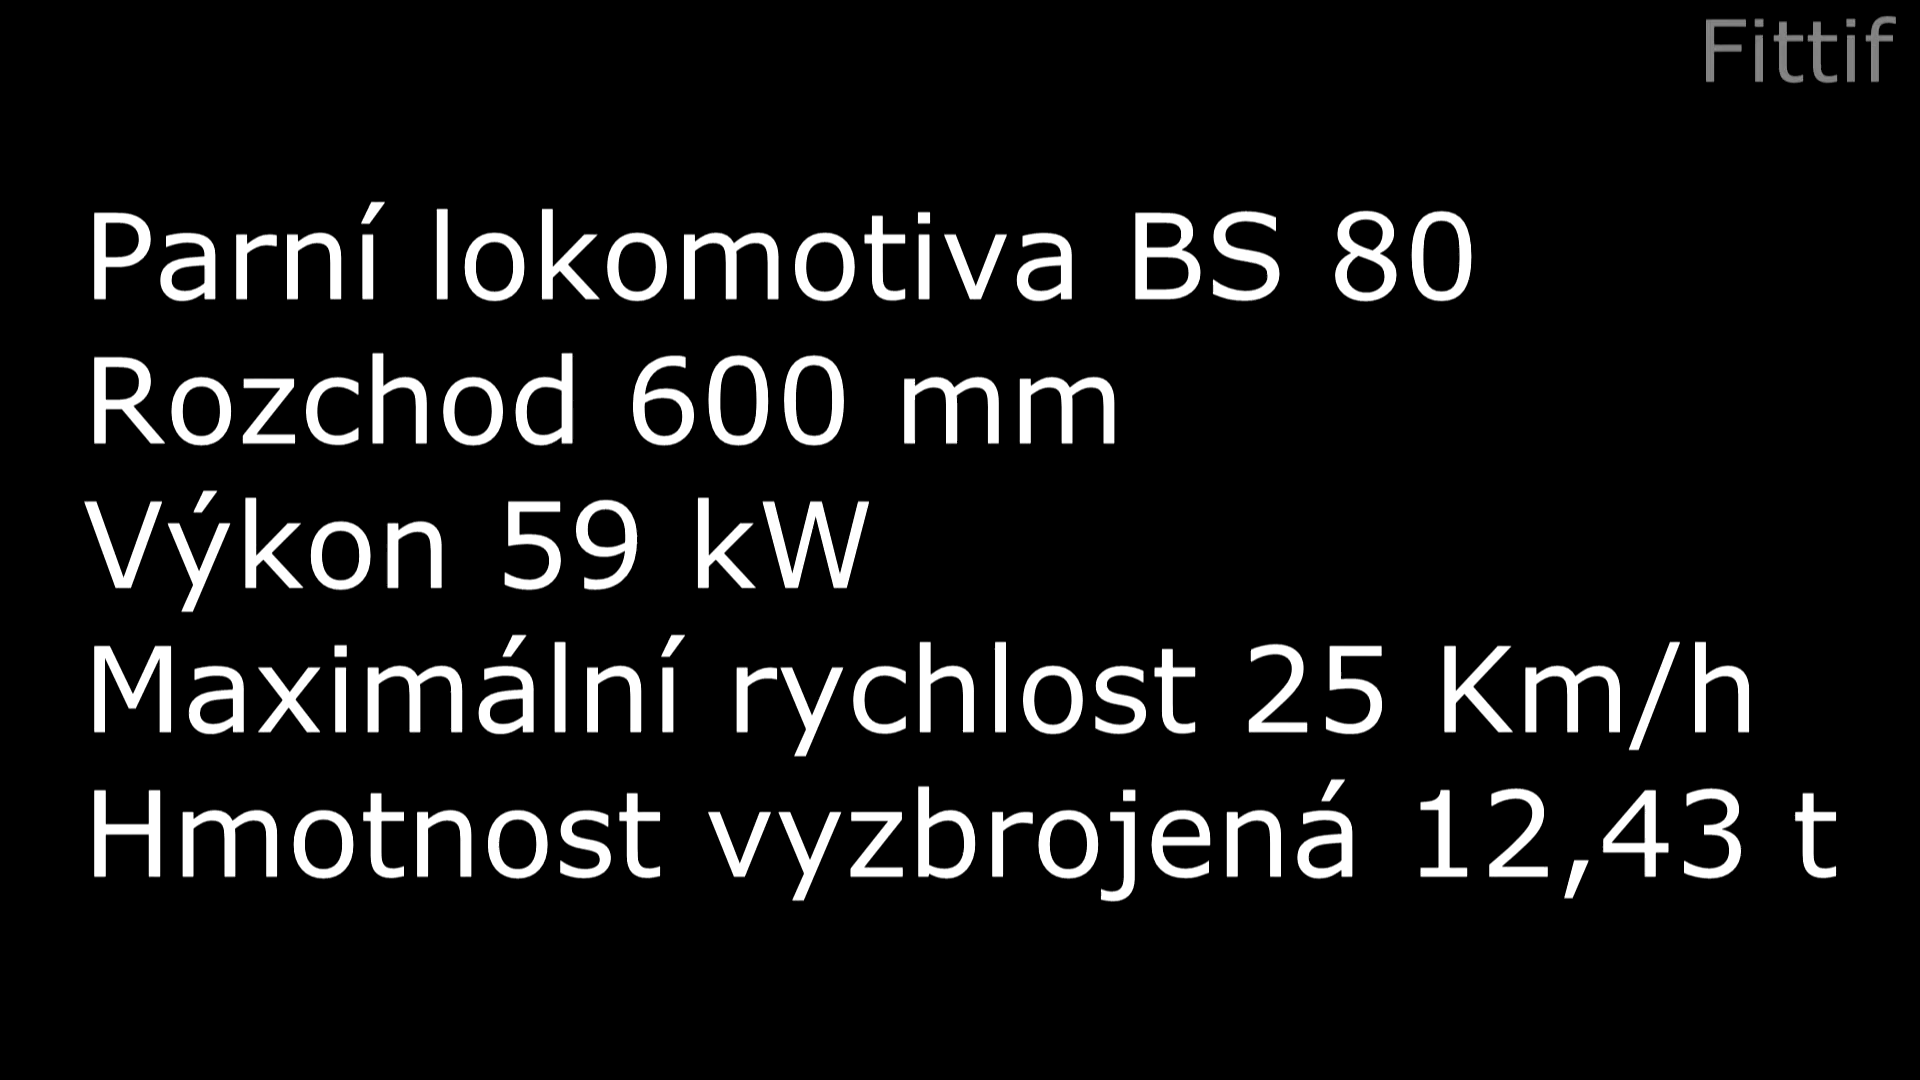 Fittif
Parní lokomotiva BS 80
Rozchod 600 mm
Výkon 59 kW
Maximální rychlost 25 Km/h
Hmotnost vyzbrojená 12,43 t